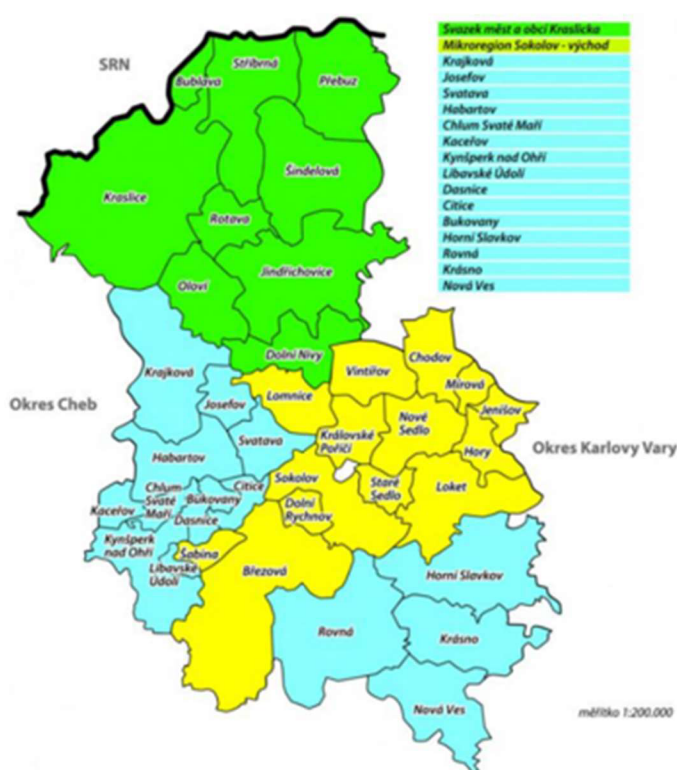 Svazek měst a obcí Kraslicka
Mikroregion Sokolov - východ
Krajková
Josefov
Svatava
Habartov
Chlum Svaté Maří
Kaceřov
Kynšperk nad Ohří
Libavské Údolí
Dasnice
Citice
Bukovany
Horní Slavkov
Rovná
Krásno
Nová Ves
SRN
Bublava
Stříbrná
Přebuz
Kraslice
Šindelová
Rotava
Oloví
Jindřichovice
Dolní Nivy
Krajková
Josefov
Lomnice
Vintířov
Chodov
Mírová
Jenišov
Okres Cheb
Svatava
Královské
Poříčí
Nové
Sedlo
Hory
Okres Karlovy Vary
Habartov
Citice
Sokolov
Staré
Sedlo
Loket
Chlum
Svaté
Maří
Bukovany
Kaceřov
Dasnice
Dolní
Rychnov
Kynšperk
nad Ohří
Šabina
Libavské
Údolí
Březová
Horní Slavkov
Rovná
Krásno
Nová Ves
měřítko 1:200.000